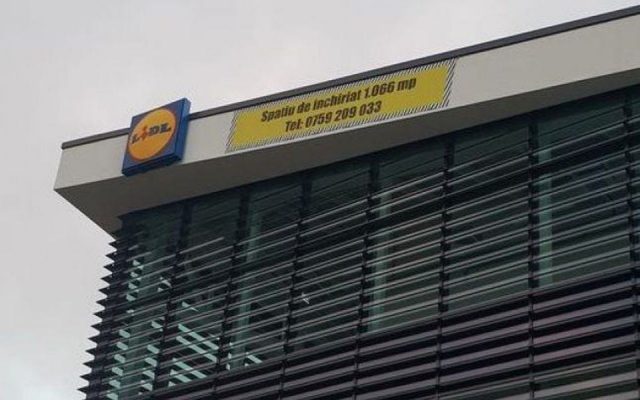 LIDL
Spatiu de inchiriat 1.066 mp
Tel: 0759 209 033